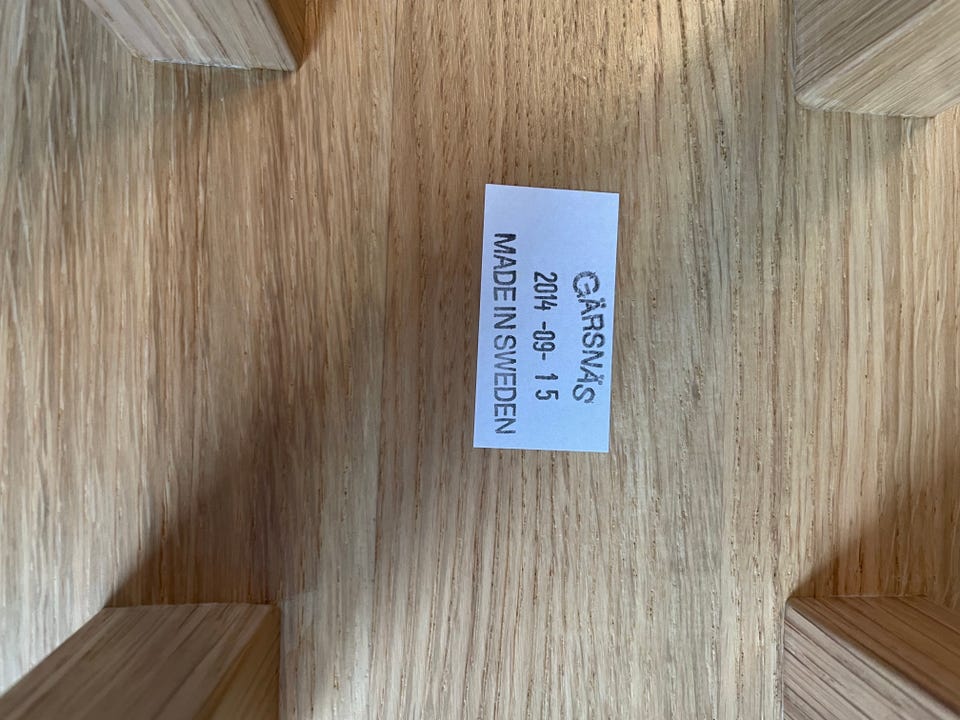 GÄRSNÄS
2014 -09- 15
MADE IN SWEDEN